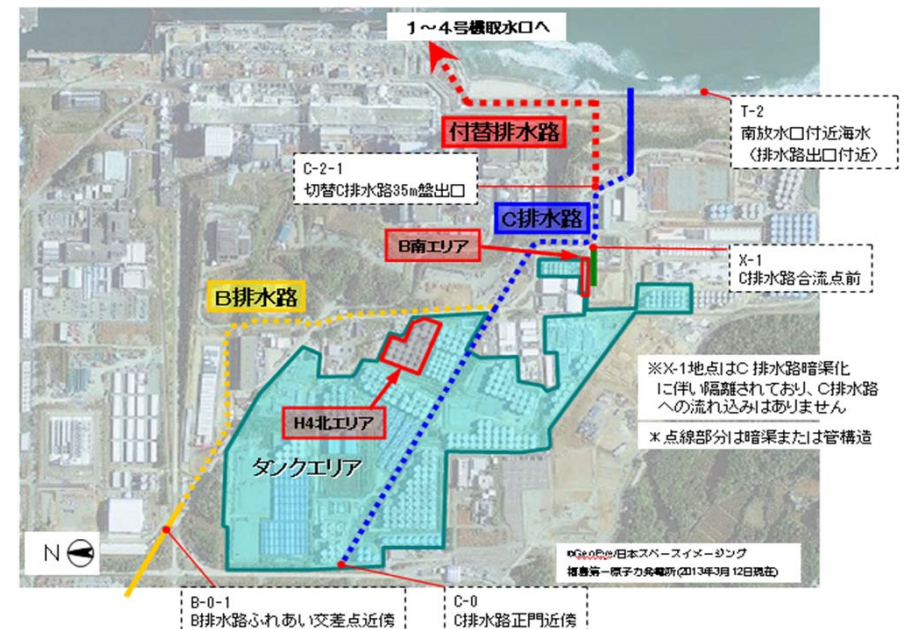 1～4号機取水口へ
T-2
南放水口付近海水
（排水路出口付近）
付替排水路
C-2-1
切替C排水路35m盤出口
C排水路
B南エリア
X-1
C排水路合流点前
B排水路
※X-1地点はC 排水路暗渠化
に伴い隔離されており、C排水路
への流れ込みはありません
H4北エリア
＊点線部分は暗渠または管構造
タンクエリア
N
©GeoEye/日本スペースイメージング
福島第一原子力発電所(2013年3月12日現在)
B-0-1
B排水路ふれあい交差点近傍
C-0
C排水路正門近傍